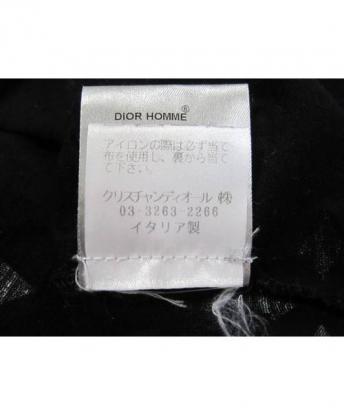 DIOR HOMME®
アイロンの際は必ず当て
布を使用し、裏から当て
て下さい。
クリスチャンディオール ㈱
03-3263-2266
イタリア製